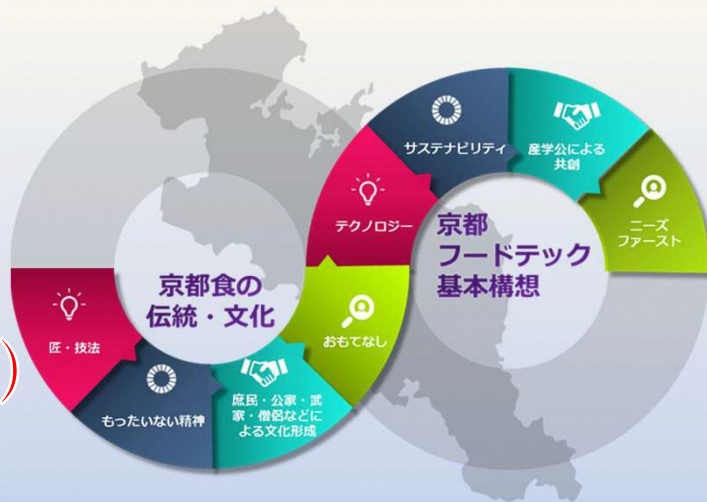 京都食の
伝統・文化
匠・技法
もったいない精神
庶民・公家・武
家・僧侶などに
よる文化形成
おもてなし
京都
フードテック
基本構想
テクノロジー
サステナビリティ
産学公による
共創
ニーズ
ファースト
)